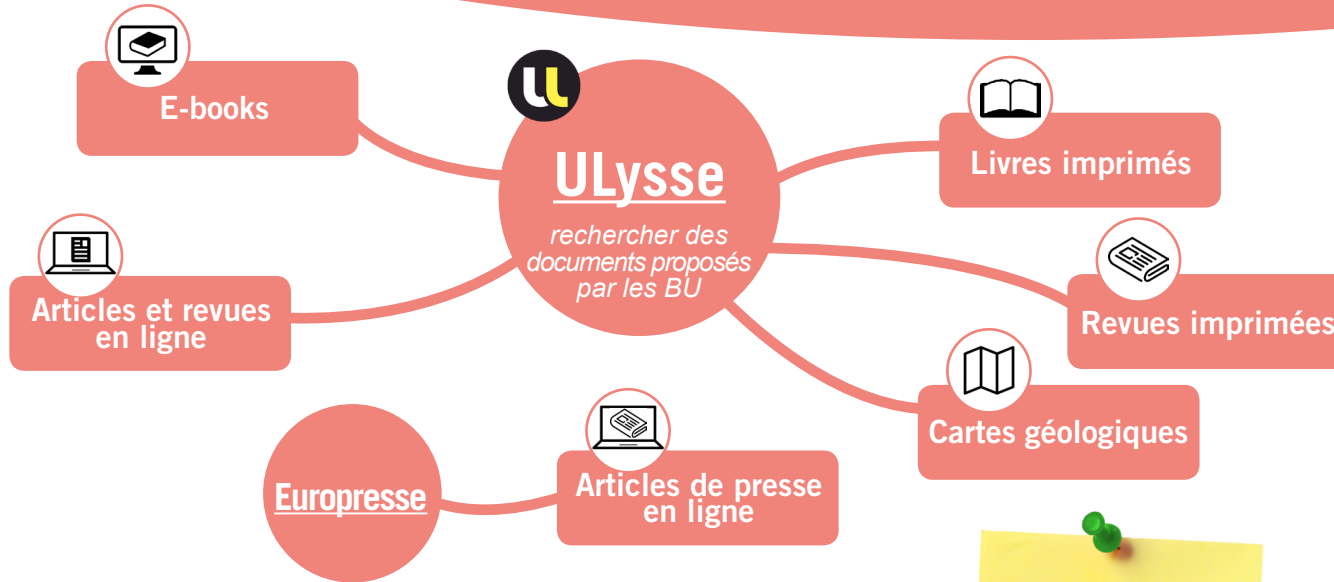 E-books
ULysse
rechercher des
documents proposés
par les BU
Livres imprimés
Articles et revues
en ligne
Revues imprimées
Cartes géologiques
Europresse
Articles de presse
en ligne